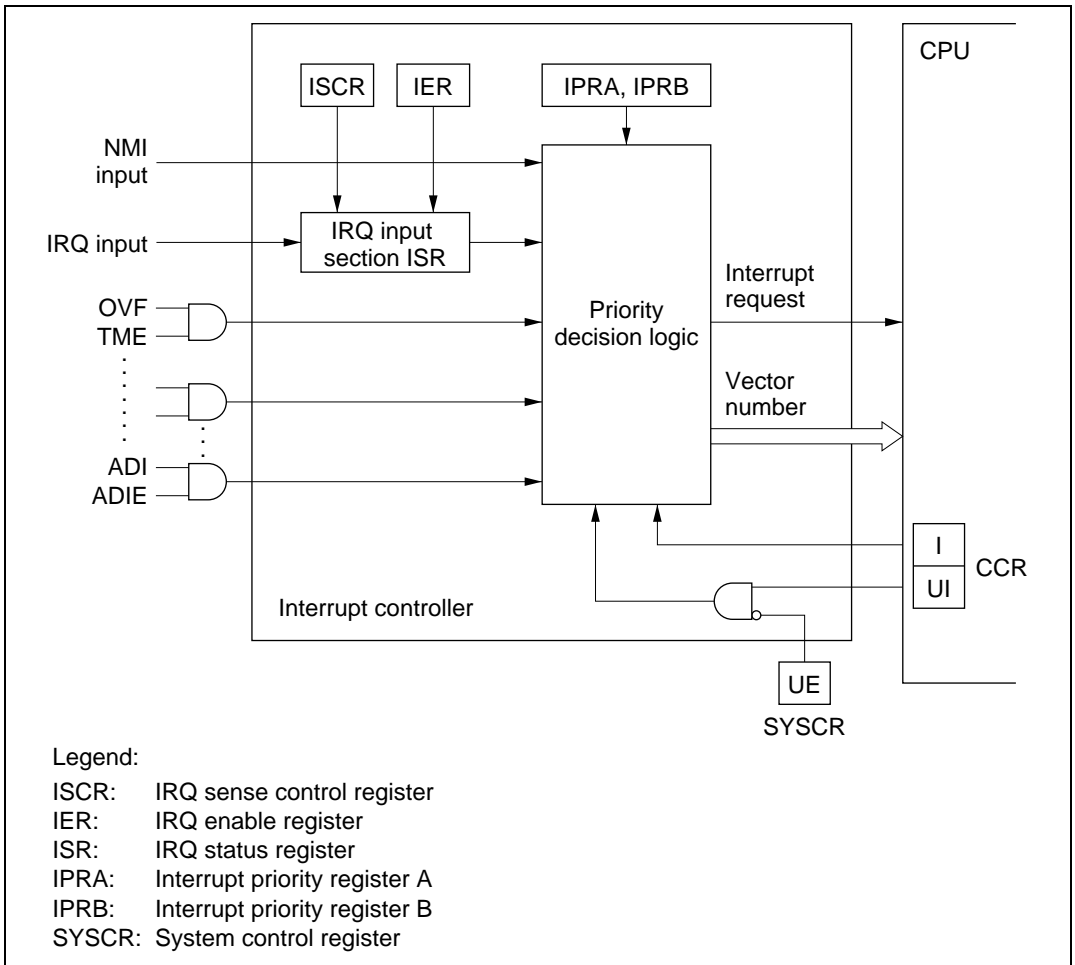 CPU
ISCR
IER
IPRA, IPRB
NMI
input
IRQ input
IRQ input
section ISR
OVF
TME
Priority
decision logic
Interrupt
request
Vector
number
ADI
ADIE
I
UI
CCR
Interrupt controller
UE
SYSCR
Legend:
ISCR: IRQ sense control register
IER: IRQ enable register
ISR: IRQ status register
IPRA: Interrupt priority register A
IPRB: Interrupt priority register B
SYSCR: System control register